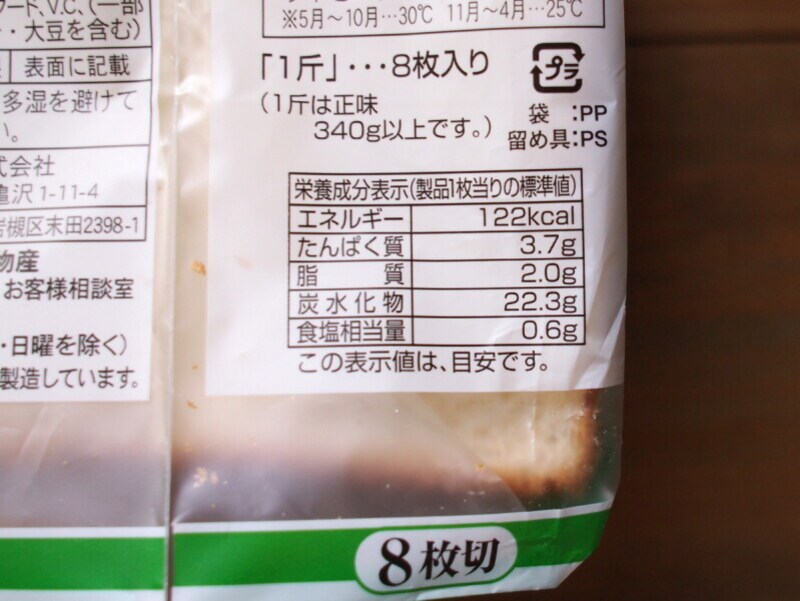 ード、V.C.、(一部
・大豆を含む)
表面に記載
多湿を避けて
い。
式会社
亀沢1-11-4
岩槻区末田2398-1
物産
お客様相談室
・日曜を除く)
製造しています。
※5月～10月…30℃ 11月～4月…25℃
「1斤」・・・8枚入り
(1斤は正味
340g以上です。)
プラ
袋 :PP
留め具:PS
栄養成分表示(製品1枚当りの標準値)
エネルギー 122kcal
たんぱく質 3.7g
脂質 2.0g
炭水化物 22.3g
食塩相当量 0.6g
この表示値は、目安です。
8枚切